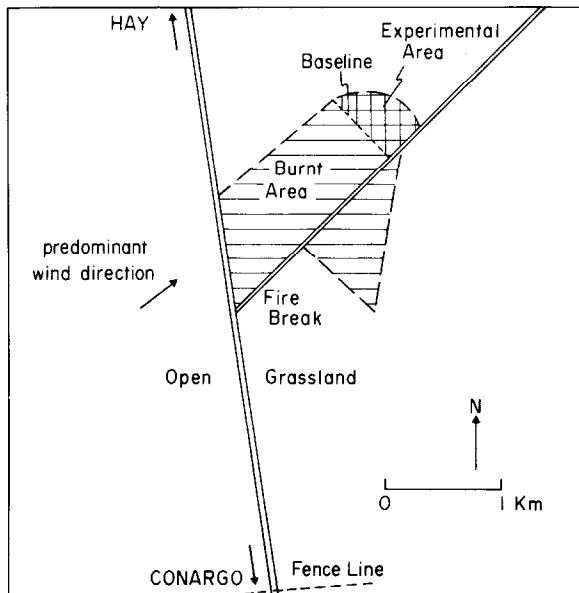 HAY
Experimental
Area
Baseline
Burnt
Area
predominant
wind direction
Fire
Break
Open Grassland
N
0 1 Km
CONARGO
Fence Line